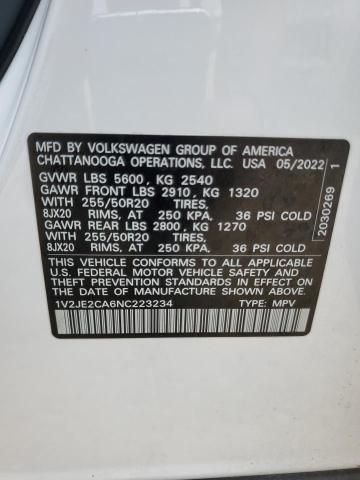 MFD BY VOLKSWAGEN GROUP OF AMERICA
CHATTANOOGA OPERATIONS, LLC. USA 05/2022
GVWR LBS 5600, KG 2540
GAWR FRONT LBS 2910, KG 1320
WITH 255/50R20 TIRES,
8JX20 RIMS, AT 250 KPA, 36 PSI COLD
GAWR REAR LBS 2800, KG 1270
WITH 255/50R20 TIRES,
8JX20 RIMS, AT 250 KPA, 36 PSI COLD
THIS VEHICLE CONFORMS TO ALL APPLICABLE
U.S. FEDERAL MOTOR VEHICLE SAFETY, BUMPER, AND
THEFT PREVENTION STANDARDS IN EFFECT ON THE
DATE OF MANUFACTURE SHOWN ABOVE.
1V2JE2CA6NC223234 TYPE: MPV
2030269 1